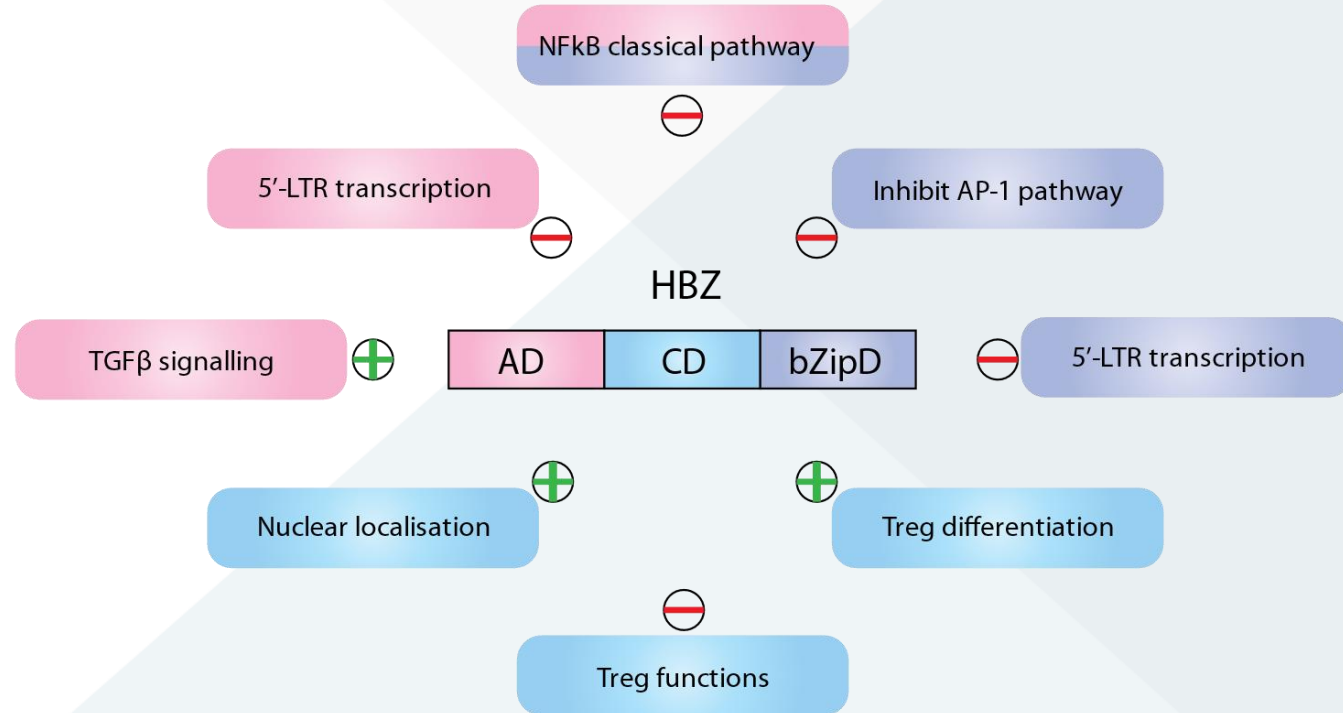 NFkB classical pathway
5′-LTR transcription
Inhibit AP-1 pathway
HBZ
TGFβ signalling
AD
CD
bZipD
5′-LTR transcription
Nuclear localisation
Treg differentiation
Treg functions